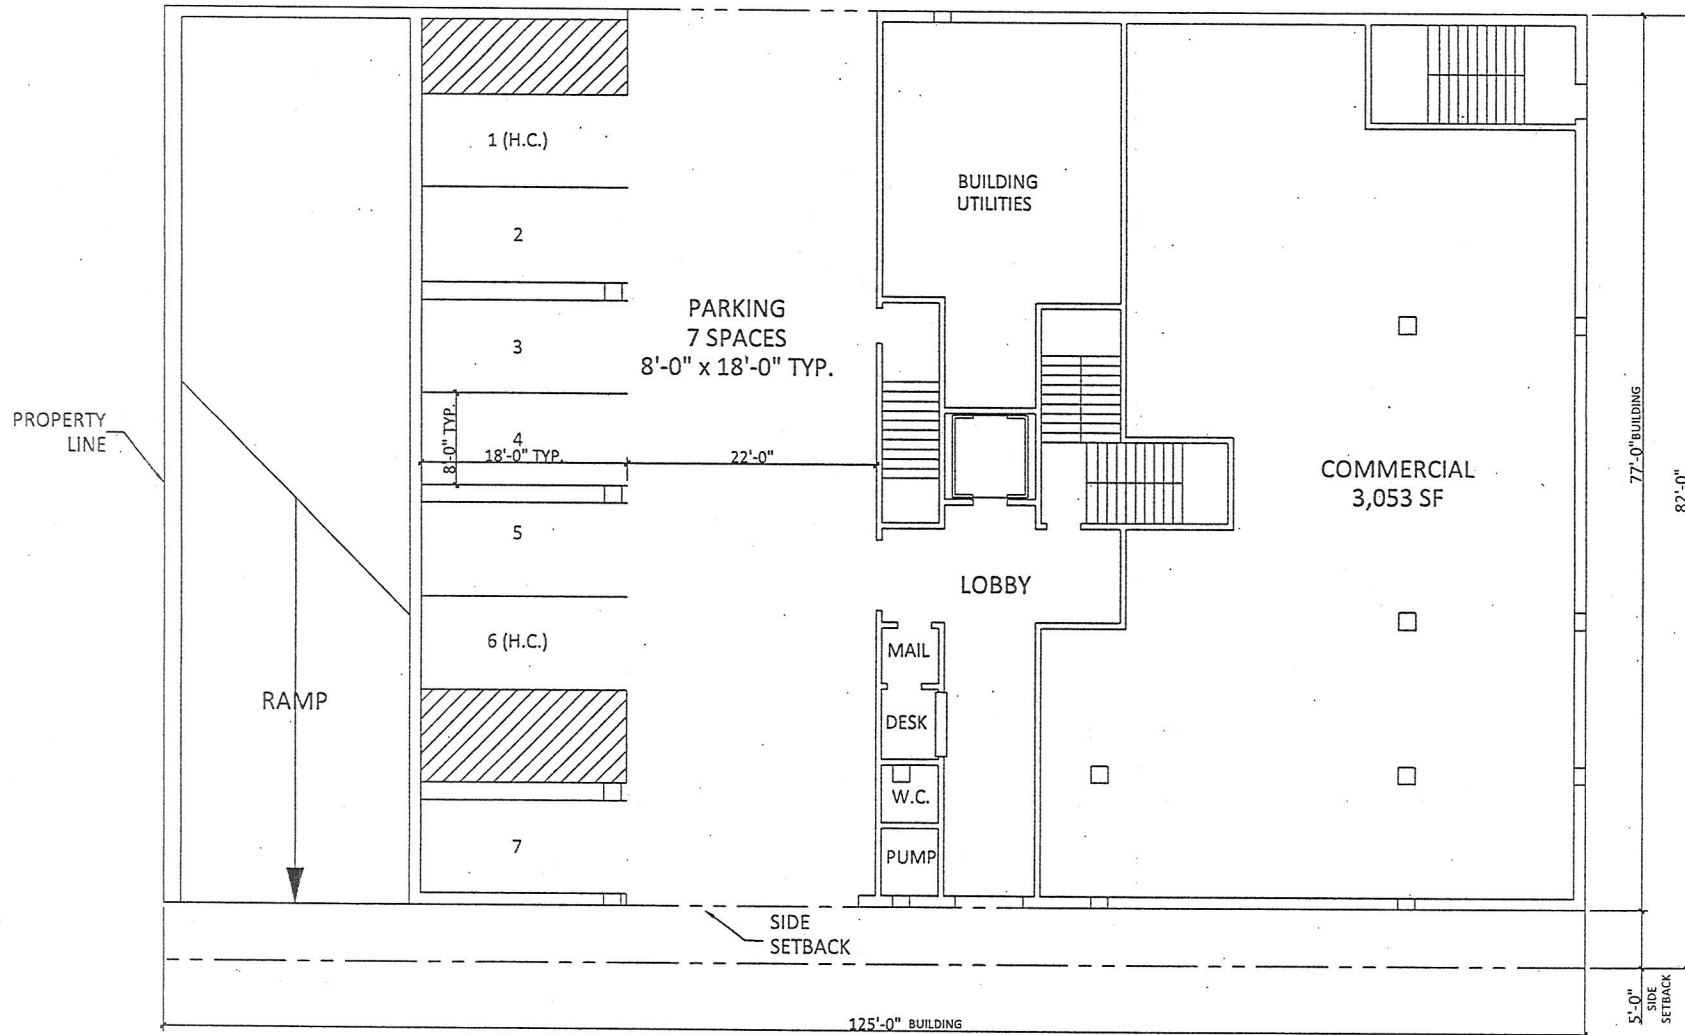 1 (H.C.)
2
3
4
8'-0" TYP.
18'-0" TYP.
22'-0"
5
6 (H.C.)
7
PARKING
7 SPACES
8'-0" x 18'-0" TYP.
PROPERTY
LINE
RAMP
BUILDING
UTILITIES
LOBBY
MAIL
DESK
W.C.
PUMP
COMMERCIAL
3,053 SF
77'-0" BUILDING
82'-0"
SIDE
SETBACK
5'-0"
SIDE
SETBACK
125'-0" BUILDING